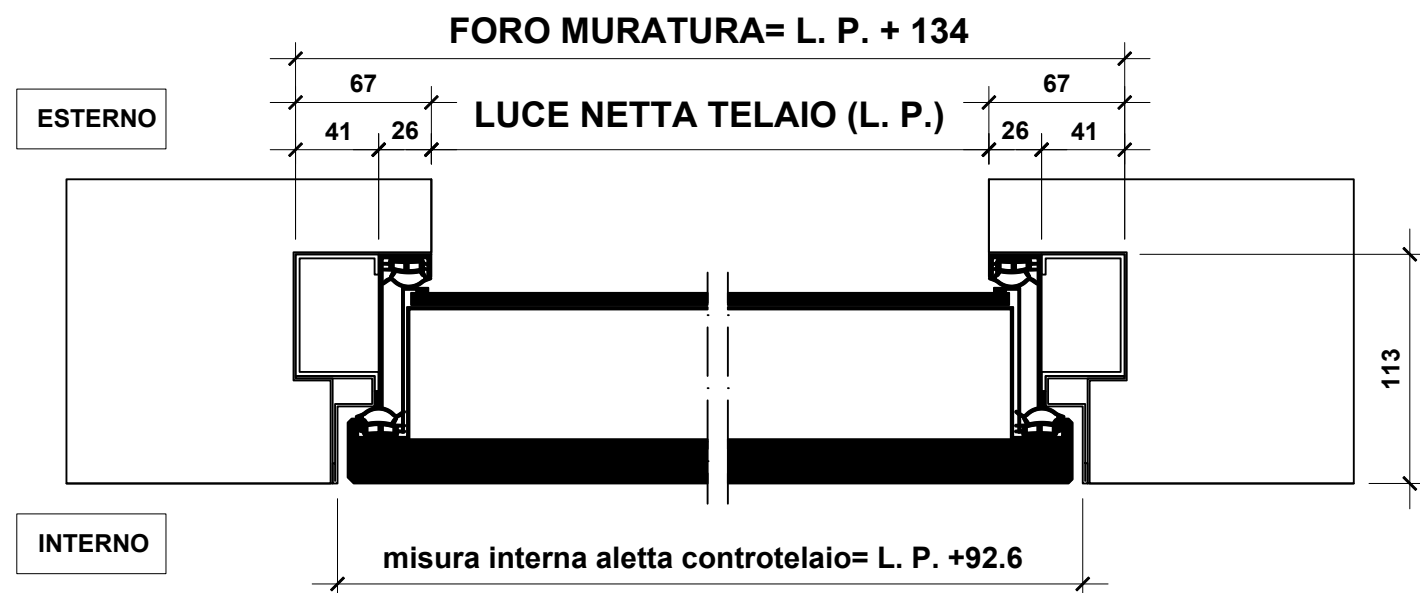 FORO MURATURA= L. P. + 134
67
67
ESTERNO
LUCE NETTA TELAIO (L. P.)
41
26
26
41
113
INTERNO
misura interna aletta controtelaio= L. P. +92.6